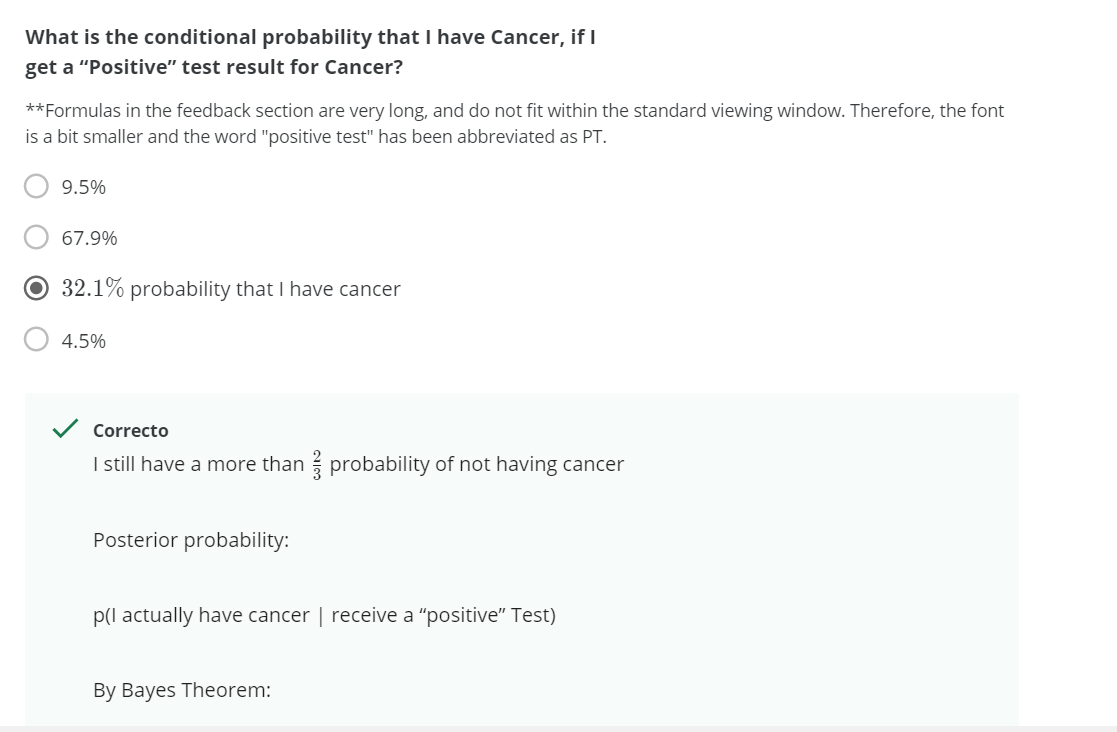 What is the conditional probability that I have Cancer, if I
get a “Positive” test result for Cancer?
**Formulas in the feedback section are very long, and do not fit within the standard viewing window. Therefore, the font
is a bit smaller and the word "positive test" has been abbreviated as PT.
9.5%
67.9%
32.1% probability that I have cancer
4.5%
Correcto
I still have a more than 2/3 probability of not having cancer
Posterior probability:
p(I actually have cancer | receive a “positive” Test)
By Bayes Theorem: